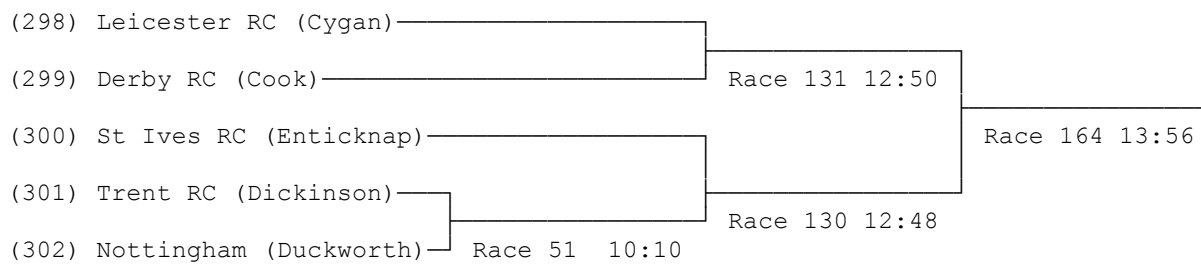 (298) Leicester RC (Cygan)
(299) Derby RC (Cook) Race 131 12:50
(300) St Ives RC (Enticknap) Race 164 13:56
(301) Trent RC (Dickinson)
Race 130 12:48
(302) Nottingham (Duckworth) Race 51 10:10